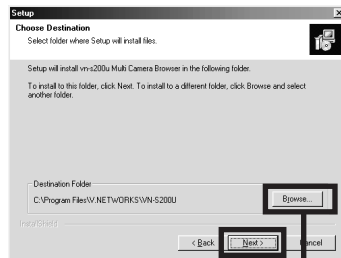 Setup
Choose Destination
Select folder where Setup will install files.
Setup will install vn-s200u Multi Camera Browser in the following folder.
To install to this folder, click Next. To install to a different folder, click Browse and select
another folder.
Destination Folder
C:\Program Files\V.NETWORKS\VN-S200U
Browse...
InstallShield
< Back
Next >
Cancel